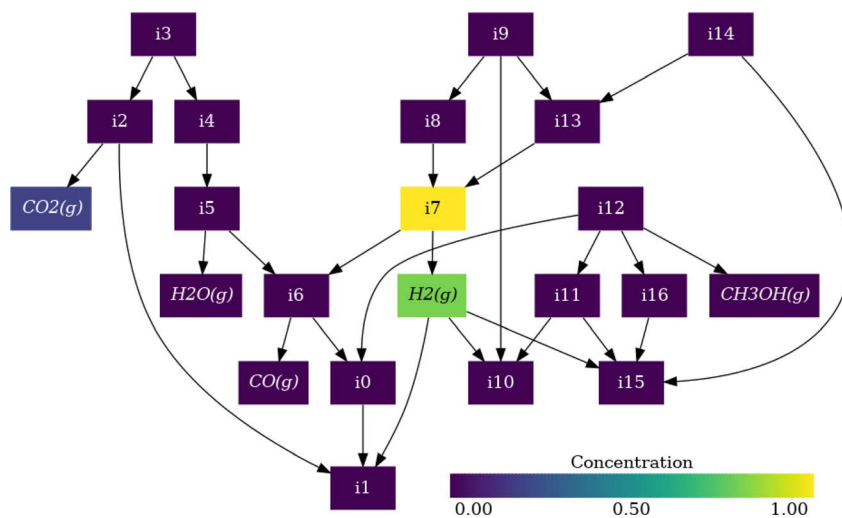 i3 i9 i14
i2 i4 i8 i13
CO2(g) i5 i7 i12
H2O(g) i6 H2(g) i11 i16 CH3OH(g)
CO(g) i0 i10 i15
i1
Concentration
0.00 0.50 1.00